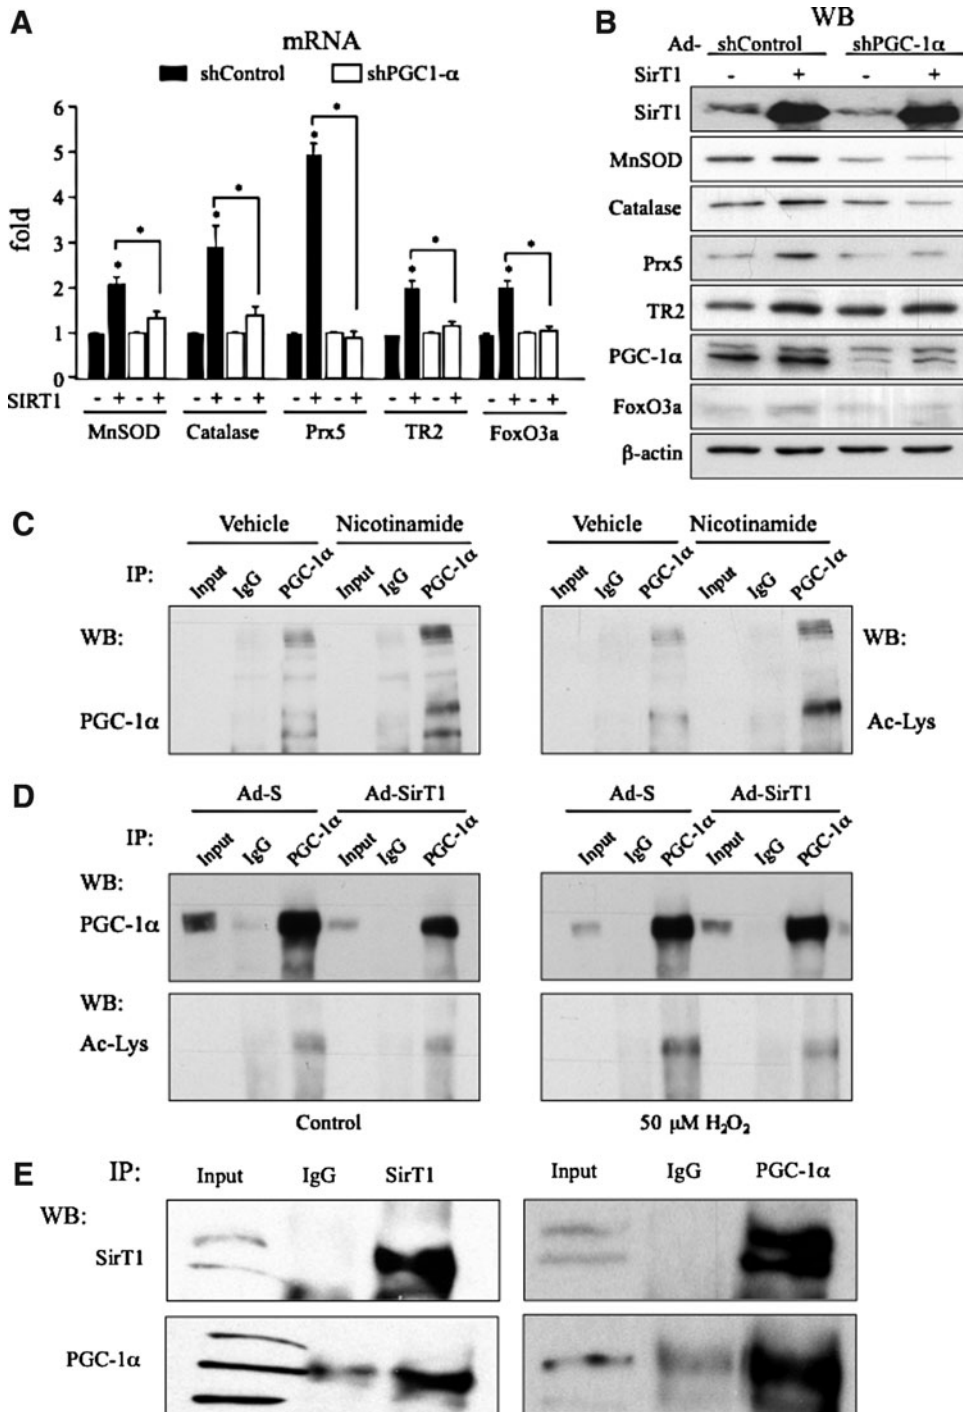 A
mRNA
shControl shPGC1-α
fold
6
5
4
3
2
1
0
SIRT1 - + - + - + - + - + - + - + - + - + - +
MnSOD Catalase Prx5 TR2 FoxO3a
B
WB
Ad- shControl shPGC-1α
SirT1 - + - +
SirT1
MnSOD
Catalase
Prx5
TR2
PGC-1α
FoxO3a
β-actin
C
Vehicle Nicotinamide Vehicle Nicotinamide
IP: Input IgG PGC-1α Input IgG PGC-1α Input IgG PGC-1α Input IgG PGC-1α
WB: WB:
PGC-1α Ac-Lys
D
Ad-S Ad-SirT1 Ad-S Ad-SirT1
IP: Input IgG PGC-1α Input IgG PGC-1α Input IgG PGC-1α Input IgG PGC-1α
WB:
PGC-1α
WB:
Ac-Lys
Control 50 μM H₂O₂
E
IP: Input IgG SirT1 Input IgG PGC-1α
WB:
SirT1
PGC-1α